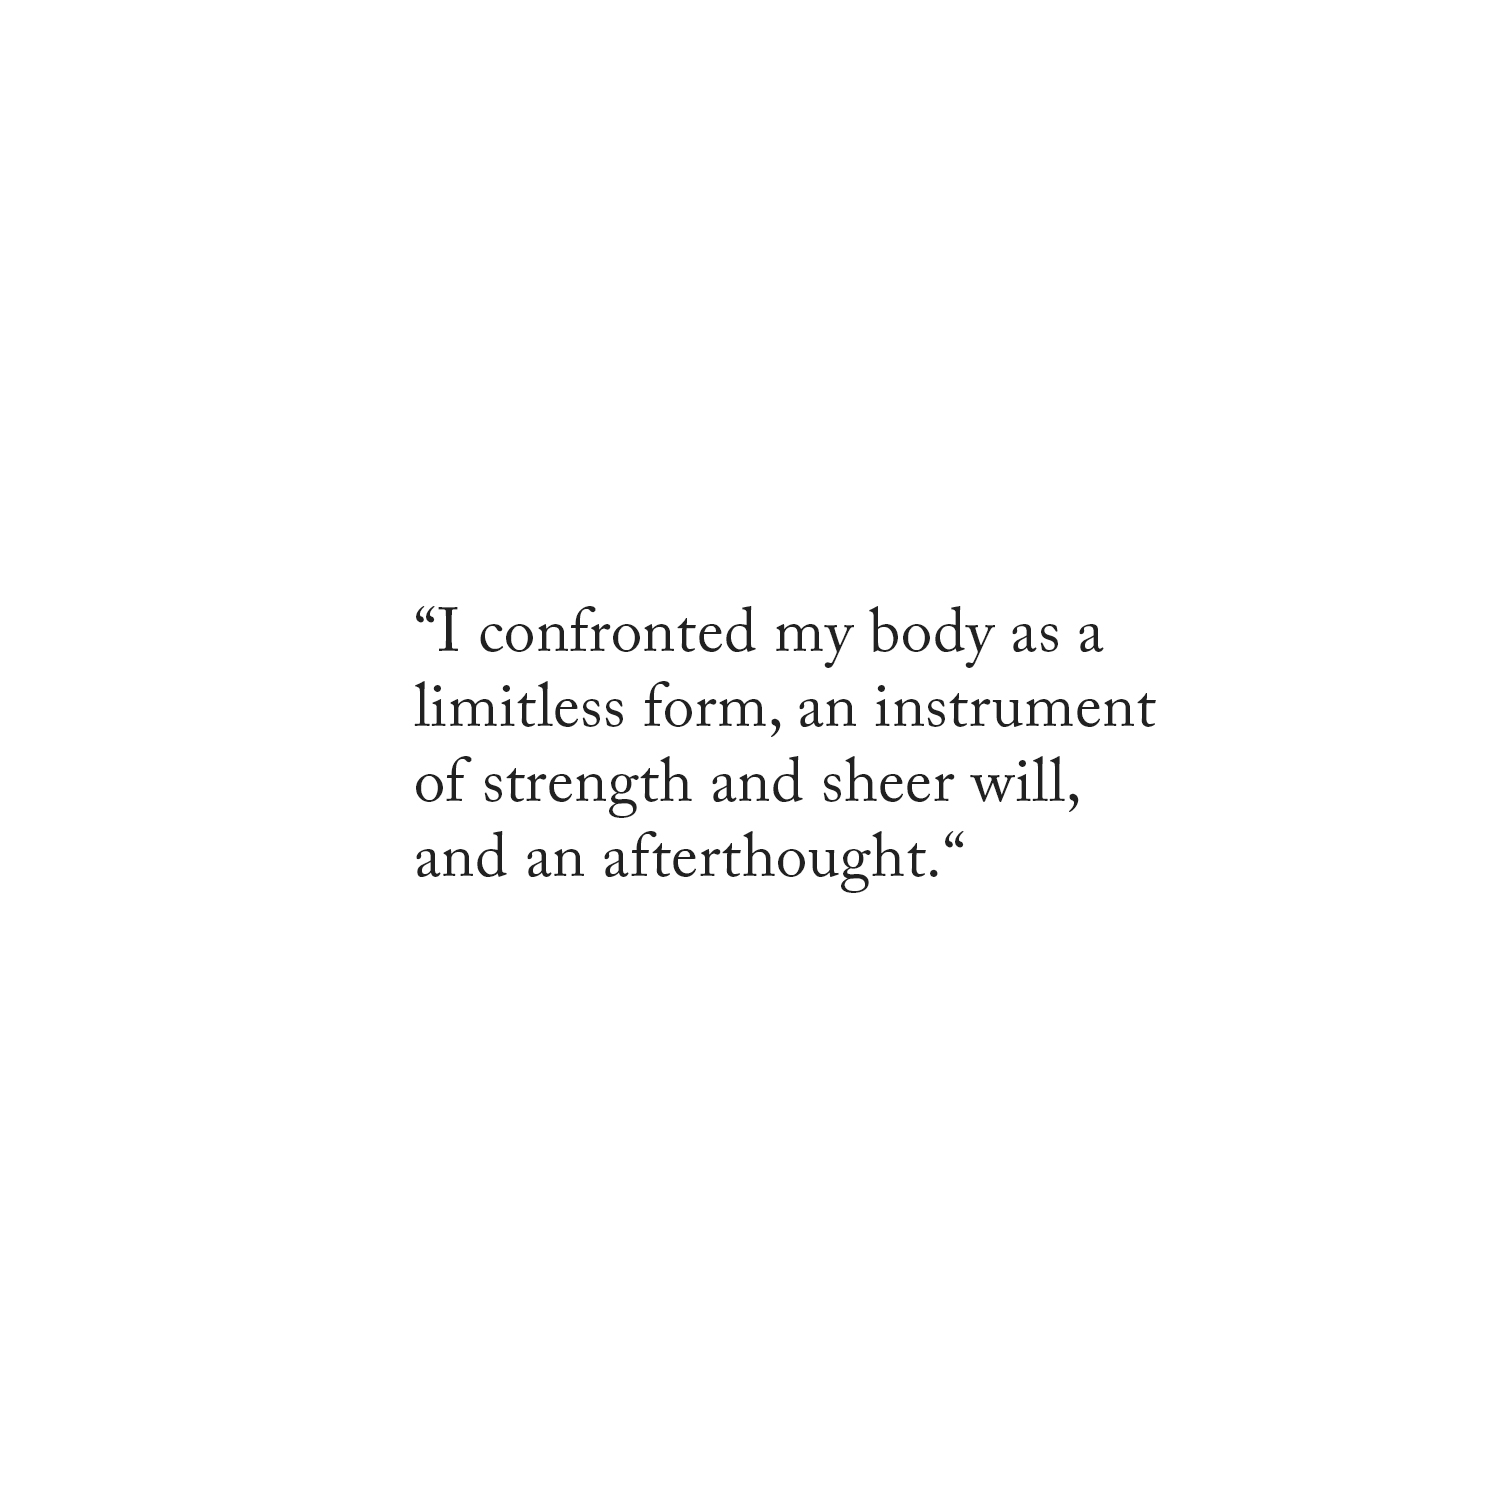 “I confronted my body as a
limitless form, an instrument
of strength and sheer will,
and an afterthought.“